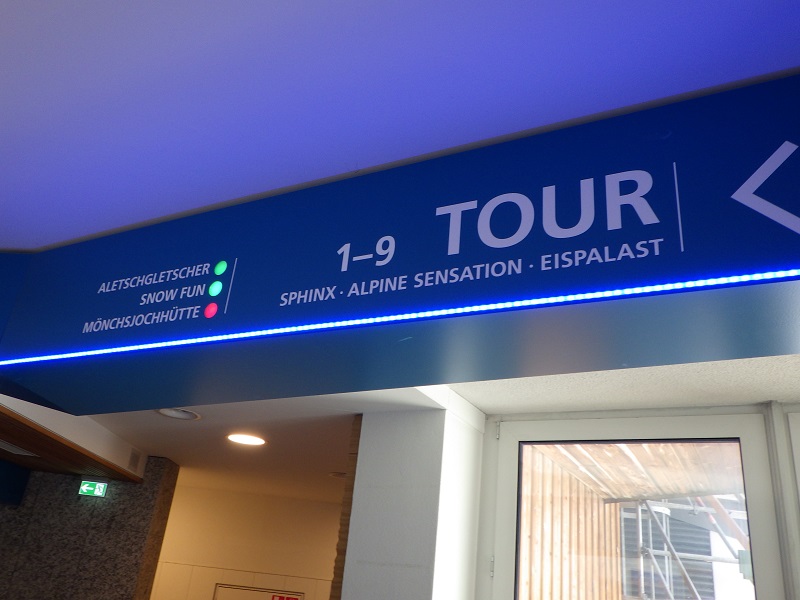 ALETSCHGLETSCHER
SNOW FUN
MÖNCHSJOCHHÜTTE
1–9 TOUR
SPHINX · ALPINE SENSATION · EISPALAST